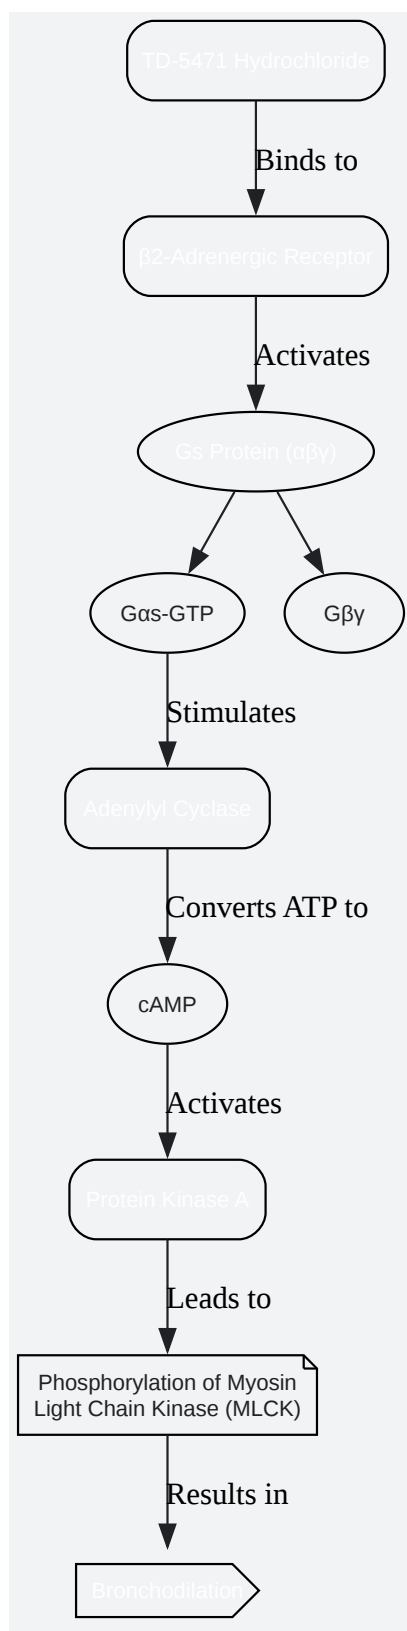 TD-5471 Hydrochloride
Binds to
β2-Adrenergic Receptor
Activates
Gs Protein (αβγ)
Gαs-GTP
Gβγ
Stimulates
Adenylyl Cyclase
Converts ATP to
cAMP
Activates
Protein Kinase A
Leads to
Phosphorylation of Myosin
Light Chain Kinase (MLCK)
Results in
Bronchodilation